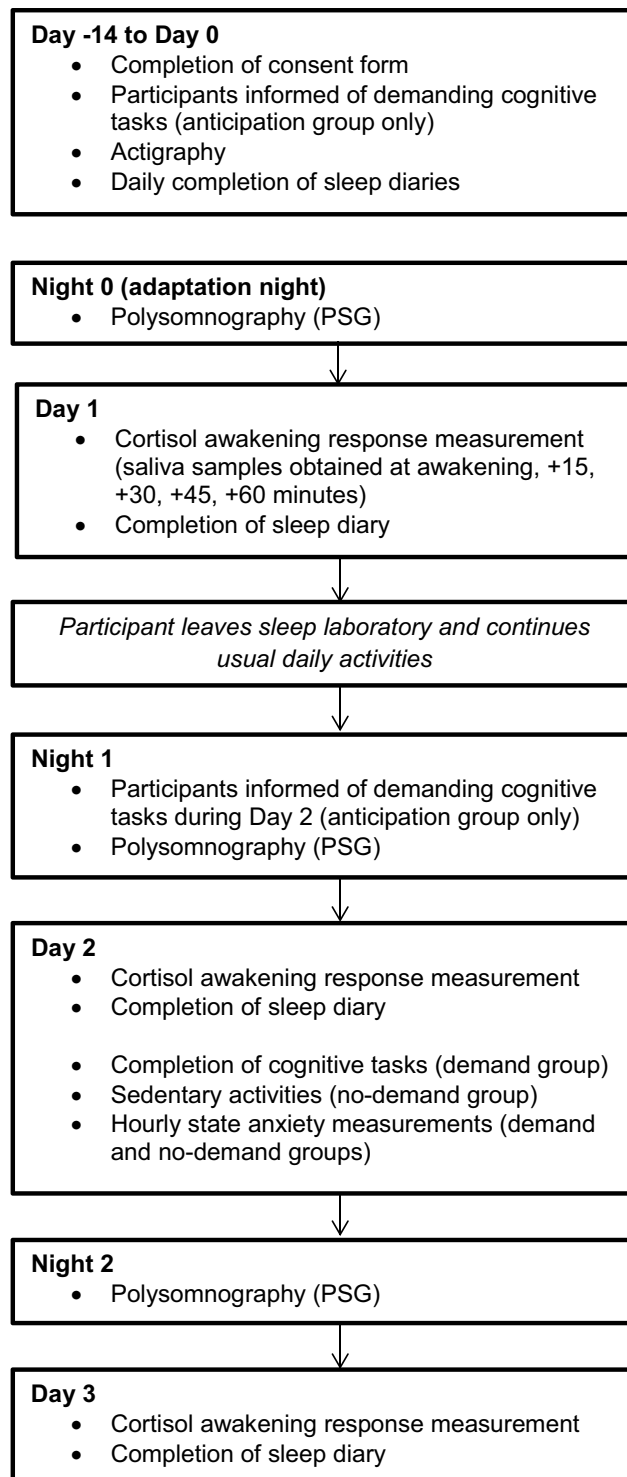 Day -14 to Day 0
• Completion of consent form
• Participants informed of demanding cognitive
tasks (anticipation group only)
• Actigraphy
• Daily completion of sleep diaries
Night 0 (adaptation night)
• Polysomnography (PSG)
Day 1
• Cortisol awakening response measurement
(saliva samples obtained at awakening, +15,
+30, +45, +60 minutes)
• Completion of sleep diary
Participant leaves sleep laboratory and continues
usual daily activities
Night 1
• Participants informed of demanding cognitive
tasks during Day 2 (anticipation group only)
• Polysomnography (PSG)
Day 2
• Cortisol awakening response measurement
• Completion of sleep diary
• Completion of cognitive tasks (demand group)
• Sedentary activities (no-demand group)
• Hourly state anxiety measurements (demand
and no-demand groups)
Night 2
• Polysomnography (PSG)
Day 3
• Cortisol awakening response measurement
• Completion of sleep diary